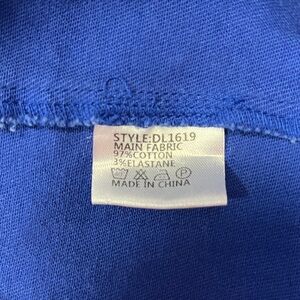 STYLE:DL1619
MAIN FABRIC
97%COTTON
3%ELASTANE
MADE IN CHINA